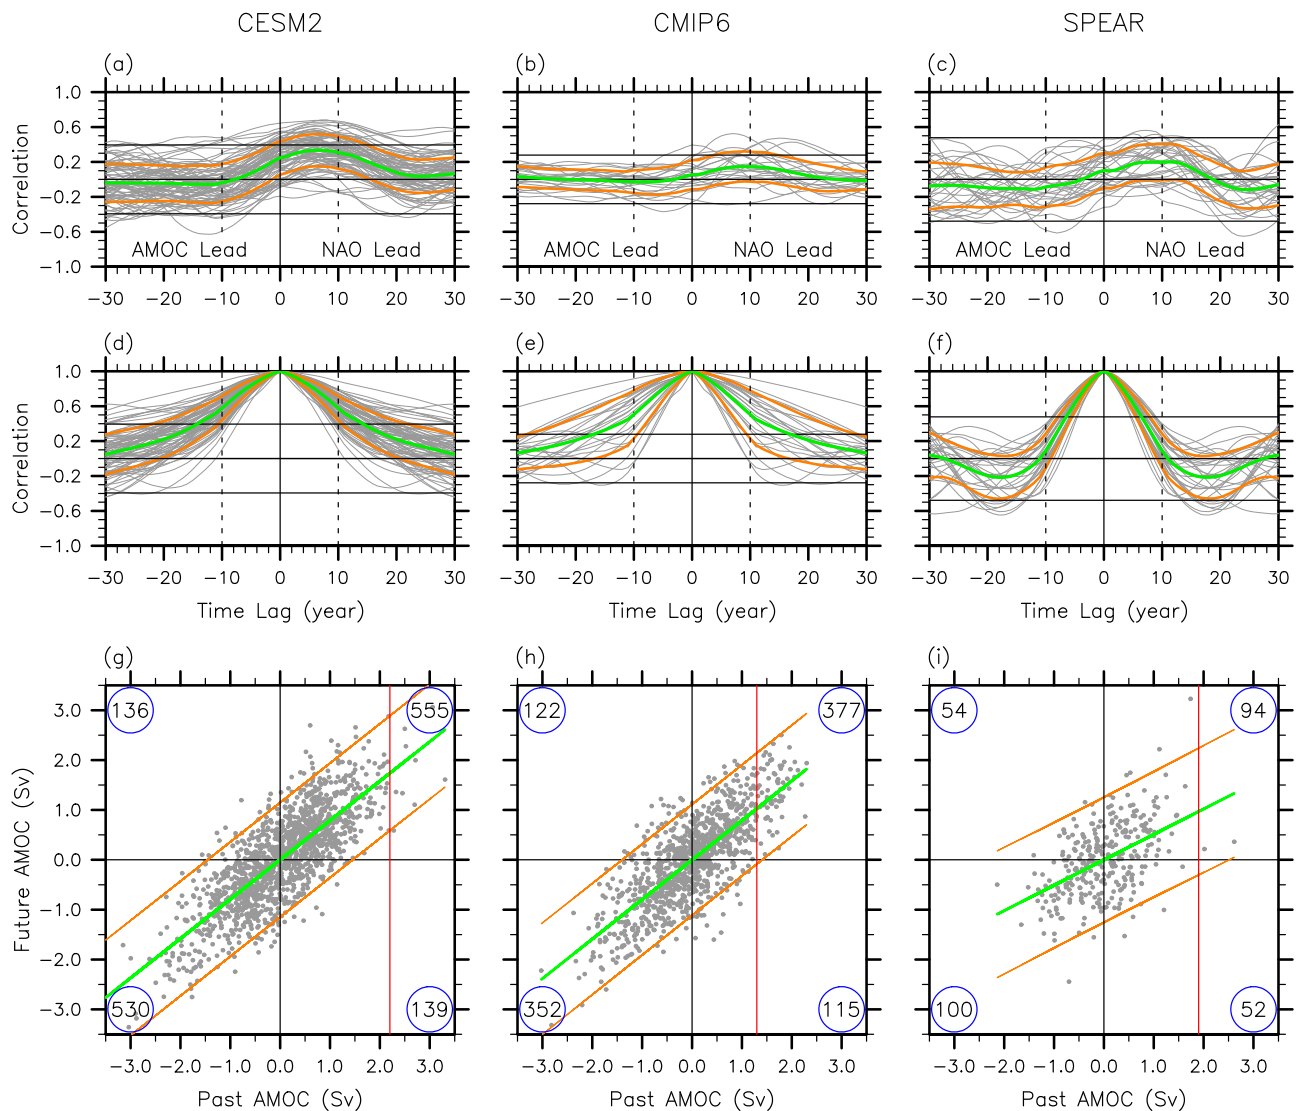 CESM2 CMIP6 SPEAR
(a) (b) (c)
1.0
0.6
0.2
−0.2
−0.6
−1.0
Correlation
AMOC Lead NAO Lead AMOC Lead NAO Lead AMOC Lead NAO Lead
−30 −20 −10 0 10 20 30 −30 −20 −10 0 10 20 30 −30 −20 −10 0 10 20 30
(d) (e) (f)
1.0
0.6
0.2
−0.2
−0.6
−1.0
Correlation
−30 −20 −10 0 10 20 30 −30 −20 −10 0 10 20 30 −30 −20 −10 0 10 20 30
Time Lag (year) Time Lag (year) Time Lag (year)
(g) (h) (i)
3.0
2.0
1.0
0.0
−1.0
−2.0
−3.0
Future AMOC (Sv)
136 555 122 377 54 94
530 139 352 115 100 52
−3.0 −2.0 −1.0 0.0 1.0 2.0 3.0 −3.0 −2.0 −1.0 0.0 1.0 2.0 3.0 −3.0 −2.0 −1.0 0.0 1.0 2.0 3.0
Past AMOC (Sv) Past AMOC (Sv) Past AMOC (Sv)